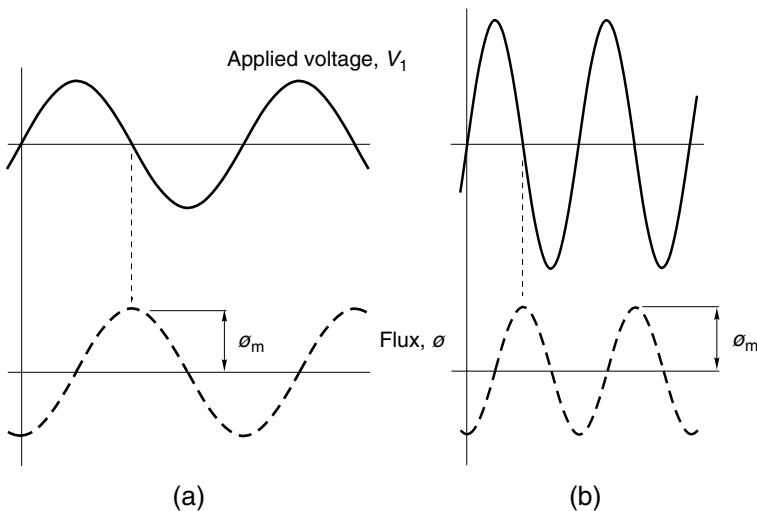 Applied voltage, V1
øm
Flux, ø
øm
(a)
(b)